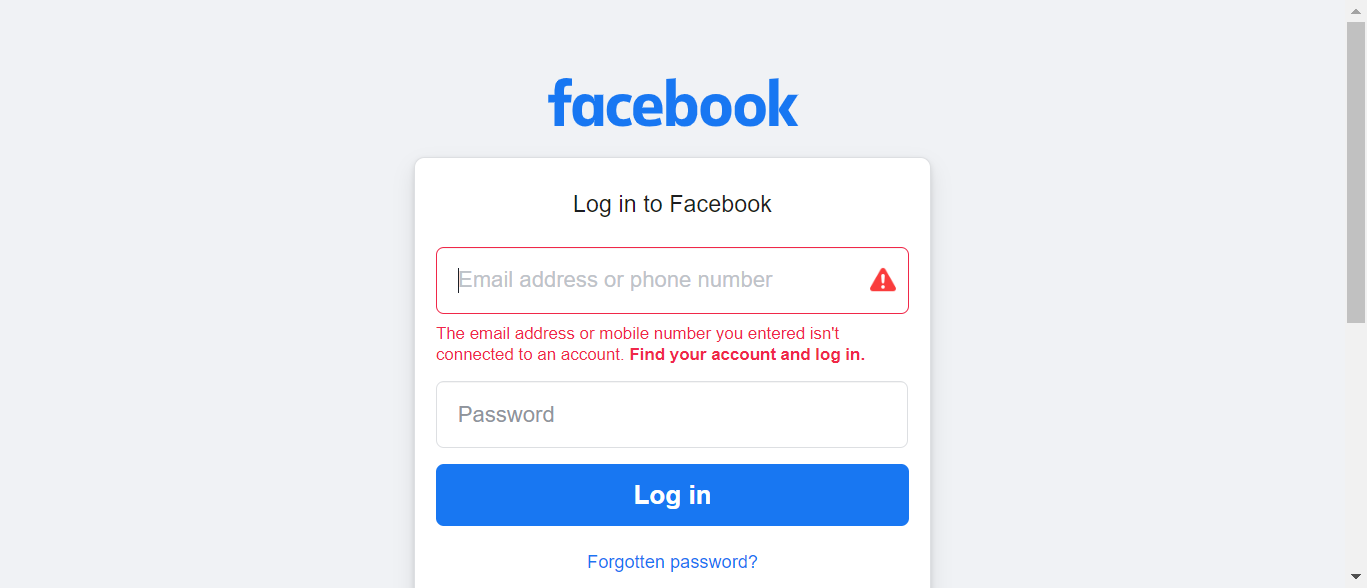 facebook
Log in to Facebook
Email address or phone number
The email address or mobile number you entered isn't
connected to an account. Find your account and log in.
Password
Log in
Forgotten password?